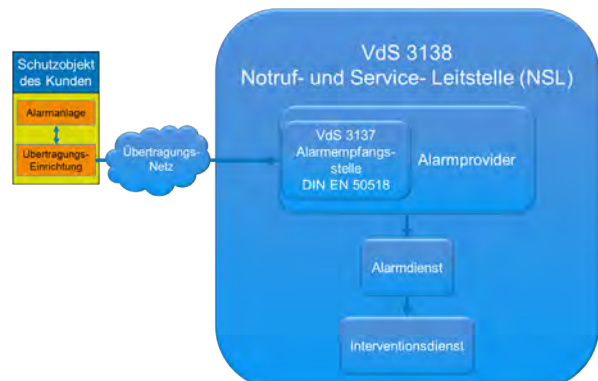 Schutzobjekt
des Kunden
Alarmanlage
Übertragungs-
Einrichtung
Übertragungs-
Netz
VdS 3138
Notruf- und Service- Leitstelle (NSL)
VdS 3137
Alarmempfangs-
stelle
DIN EN 50518
Alarmprovider
Alarmdienst
Interventionsdienst